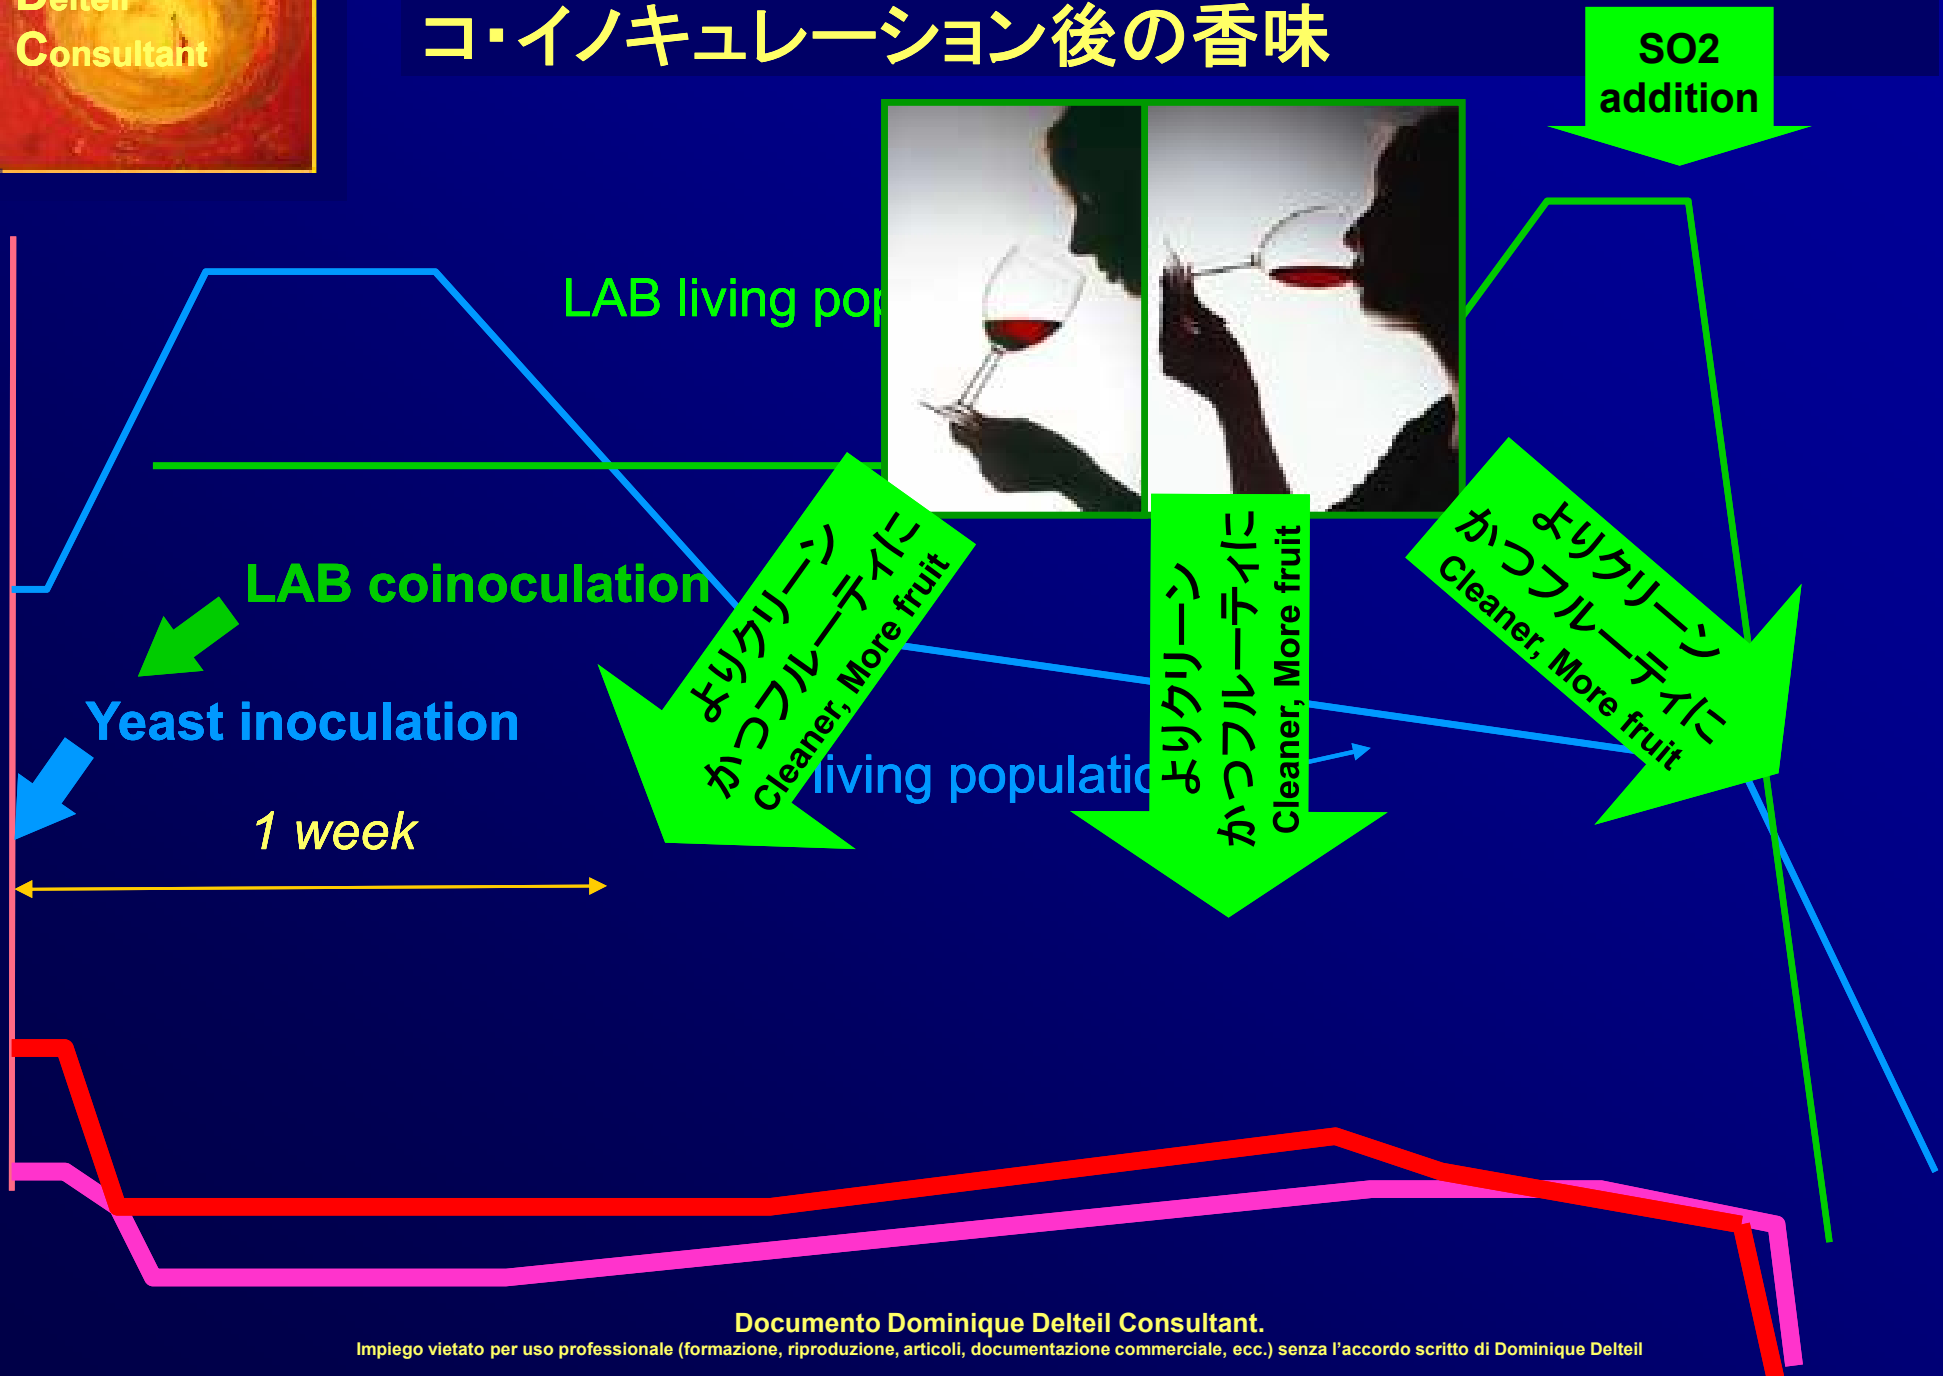 Delteil
Consultant
コ・イノキュレーション後の香味
SO2
addition
LAB living pop
LAB coinoculation
Yeast inoculation
living populatio
1 week
よりクリーン
かつフルーティに
Cleaner, More fruit
よりクリーン
かつフルーティに
Cleaner, More fruit
よりクリーン
かつフルーティに
Cleaner, More fruit
Documento Dominique Delteil Consultant.
Impiego vietato per uso professionale (formazione, riproduzione, articoli, documentazione commerciale, ecc.) senza l'accordo scritto di Dominique Delteil